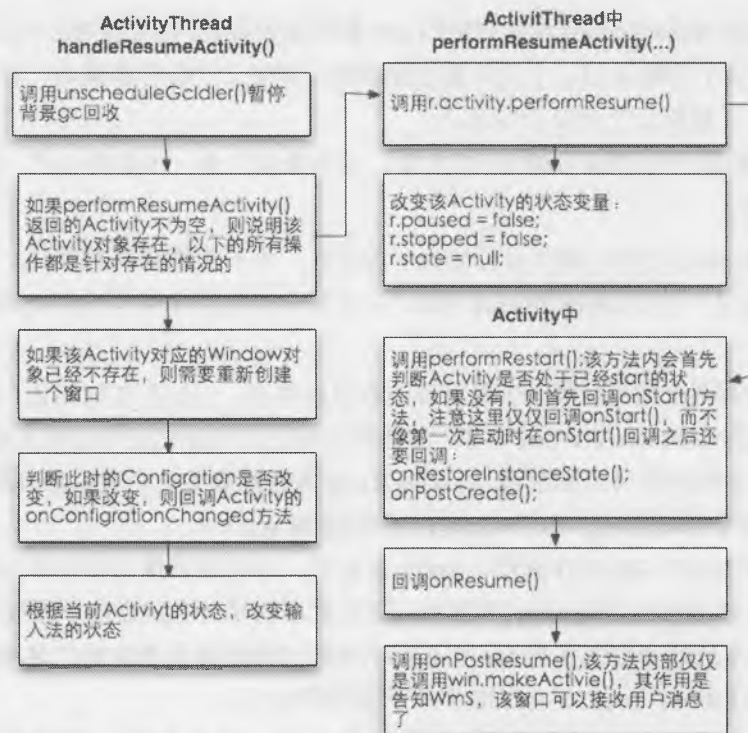 ActivityThread
handleResumeActivity()
调用unscheduleGcIdler()暂停
背景gc回收
如果performResumeActivity()
返回的Activity不为空，则说明该
Activity对象存在，以下的所有操
作都是针对存在的情况的
如果该Activity对应的Window对
象已经不存在，则需要重新创建
一个窗口
判断此时的Configration是否改
变，如果改变，则回调Activity的
onConfigrationChanged方法
根据当前Activiyt的状态，改变输
入法的状态
ActivitThread中
performResumeActivity(...)
调用r.activity.performResume()
改变该Activity的状态变量：
r.paused = false;
r.stopped = false;
r.state = null;
Activity中
调用performRestart();该方法内会首先
判断Actvitiy是否处于已经start的状
态，如果没有，则首先回调onStart()方
法，注意这里仅仅回调onStart()，而不
像第一次启动时在onStart()回调之后还
要回调：
onRestoreInstanceState();
onPostCreate();
回调onResume()
调用onPostResume(),该方法内部仅仅
是调用win.makeActivie()，其作用是
告知WmS，该窗口可以接收用户消息
了